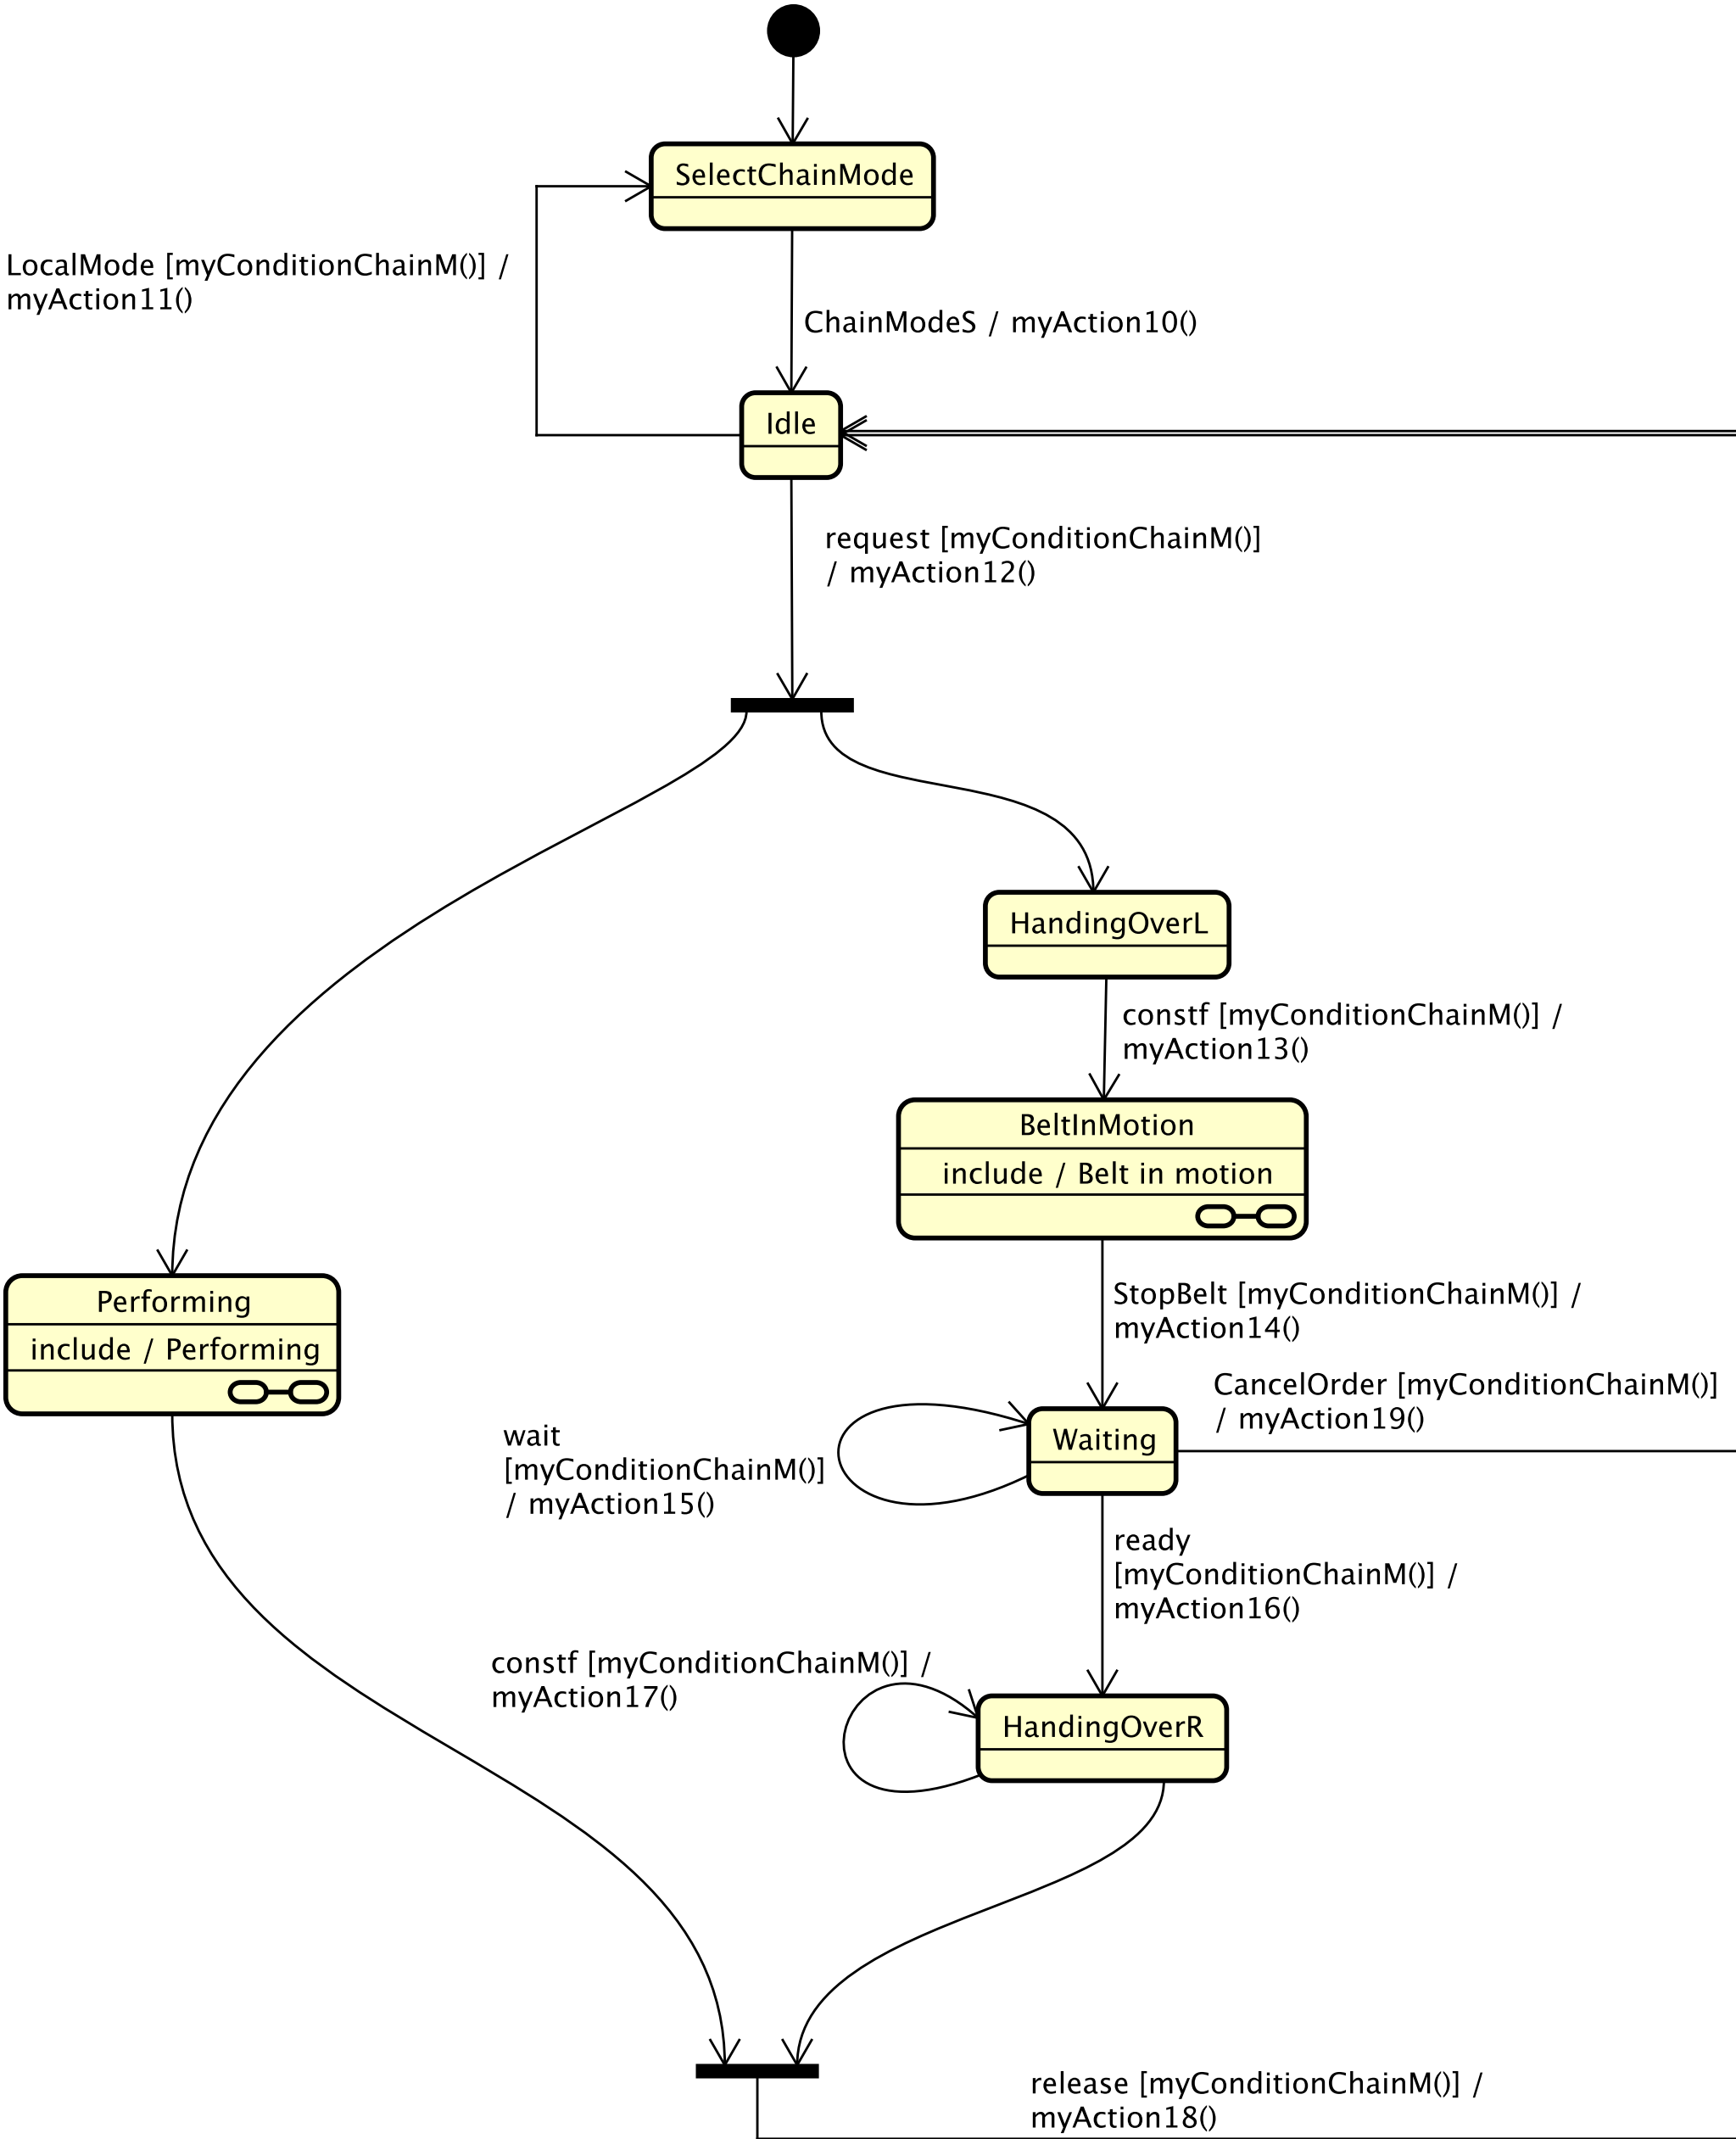 SelectChainMode
LocalMode [myConditionChainM()] /
myAction11()
ChainModeS / myAction10()
Idle
request [myConditionChainM()]
/ myAction12()
HandingOverL
constf [myConditionChainM()] /
myAction13()
BeltInMotion
include / Belt in motion
Performing
include / Performing
StopBelt [myConditionChainM()] /
myAction14()
CancelOrder [myConditionChainM()]
/ myAction19()
wait
[myConditionChainM()]
/ myAction15()
Waiting
ready
[myConditionChainM()] /
myAction16()
constf [myConditionChainM()] /
myAction17()
HandingOverR
release [myConditionChainM()] /
myAction18()